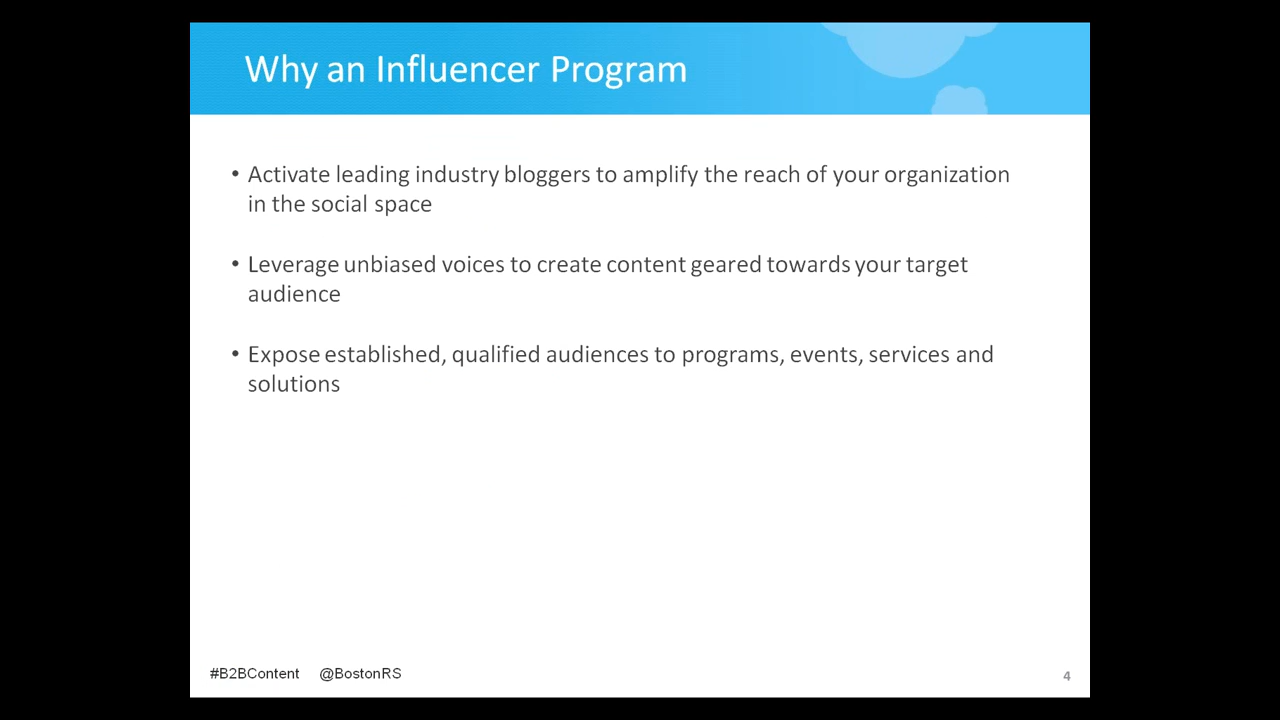 Why an Influencer Program
• Activate leading industry bloggers to amplify the reach of your organization
in the social space
• Leverage unbiased voices to create content geared towards your target
audience
• Expose established, qualified audiences to programs, events, services and
solutions
#B2BContent @BostonRS
4